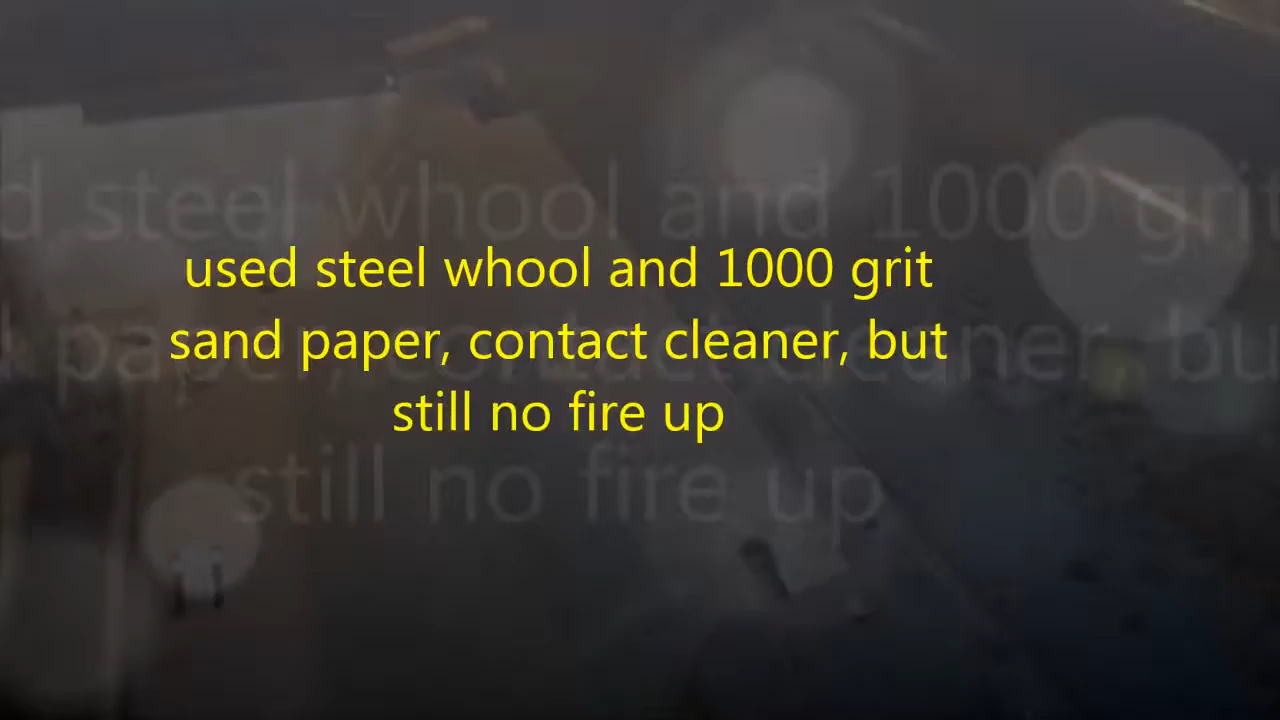 used steel whool and 1000 grit
sand paper, contact cleaner, but
still no fire up